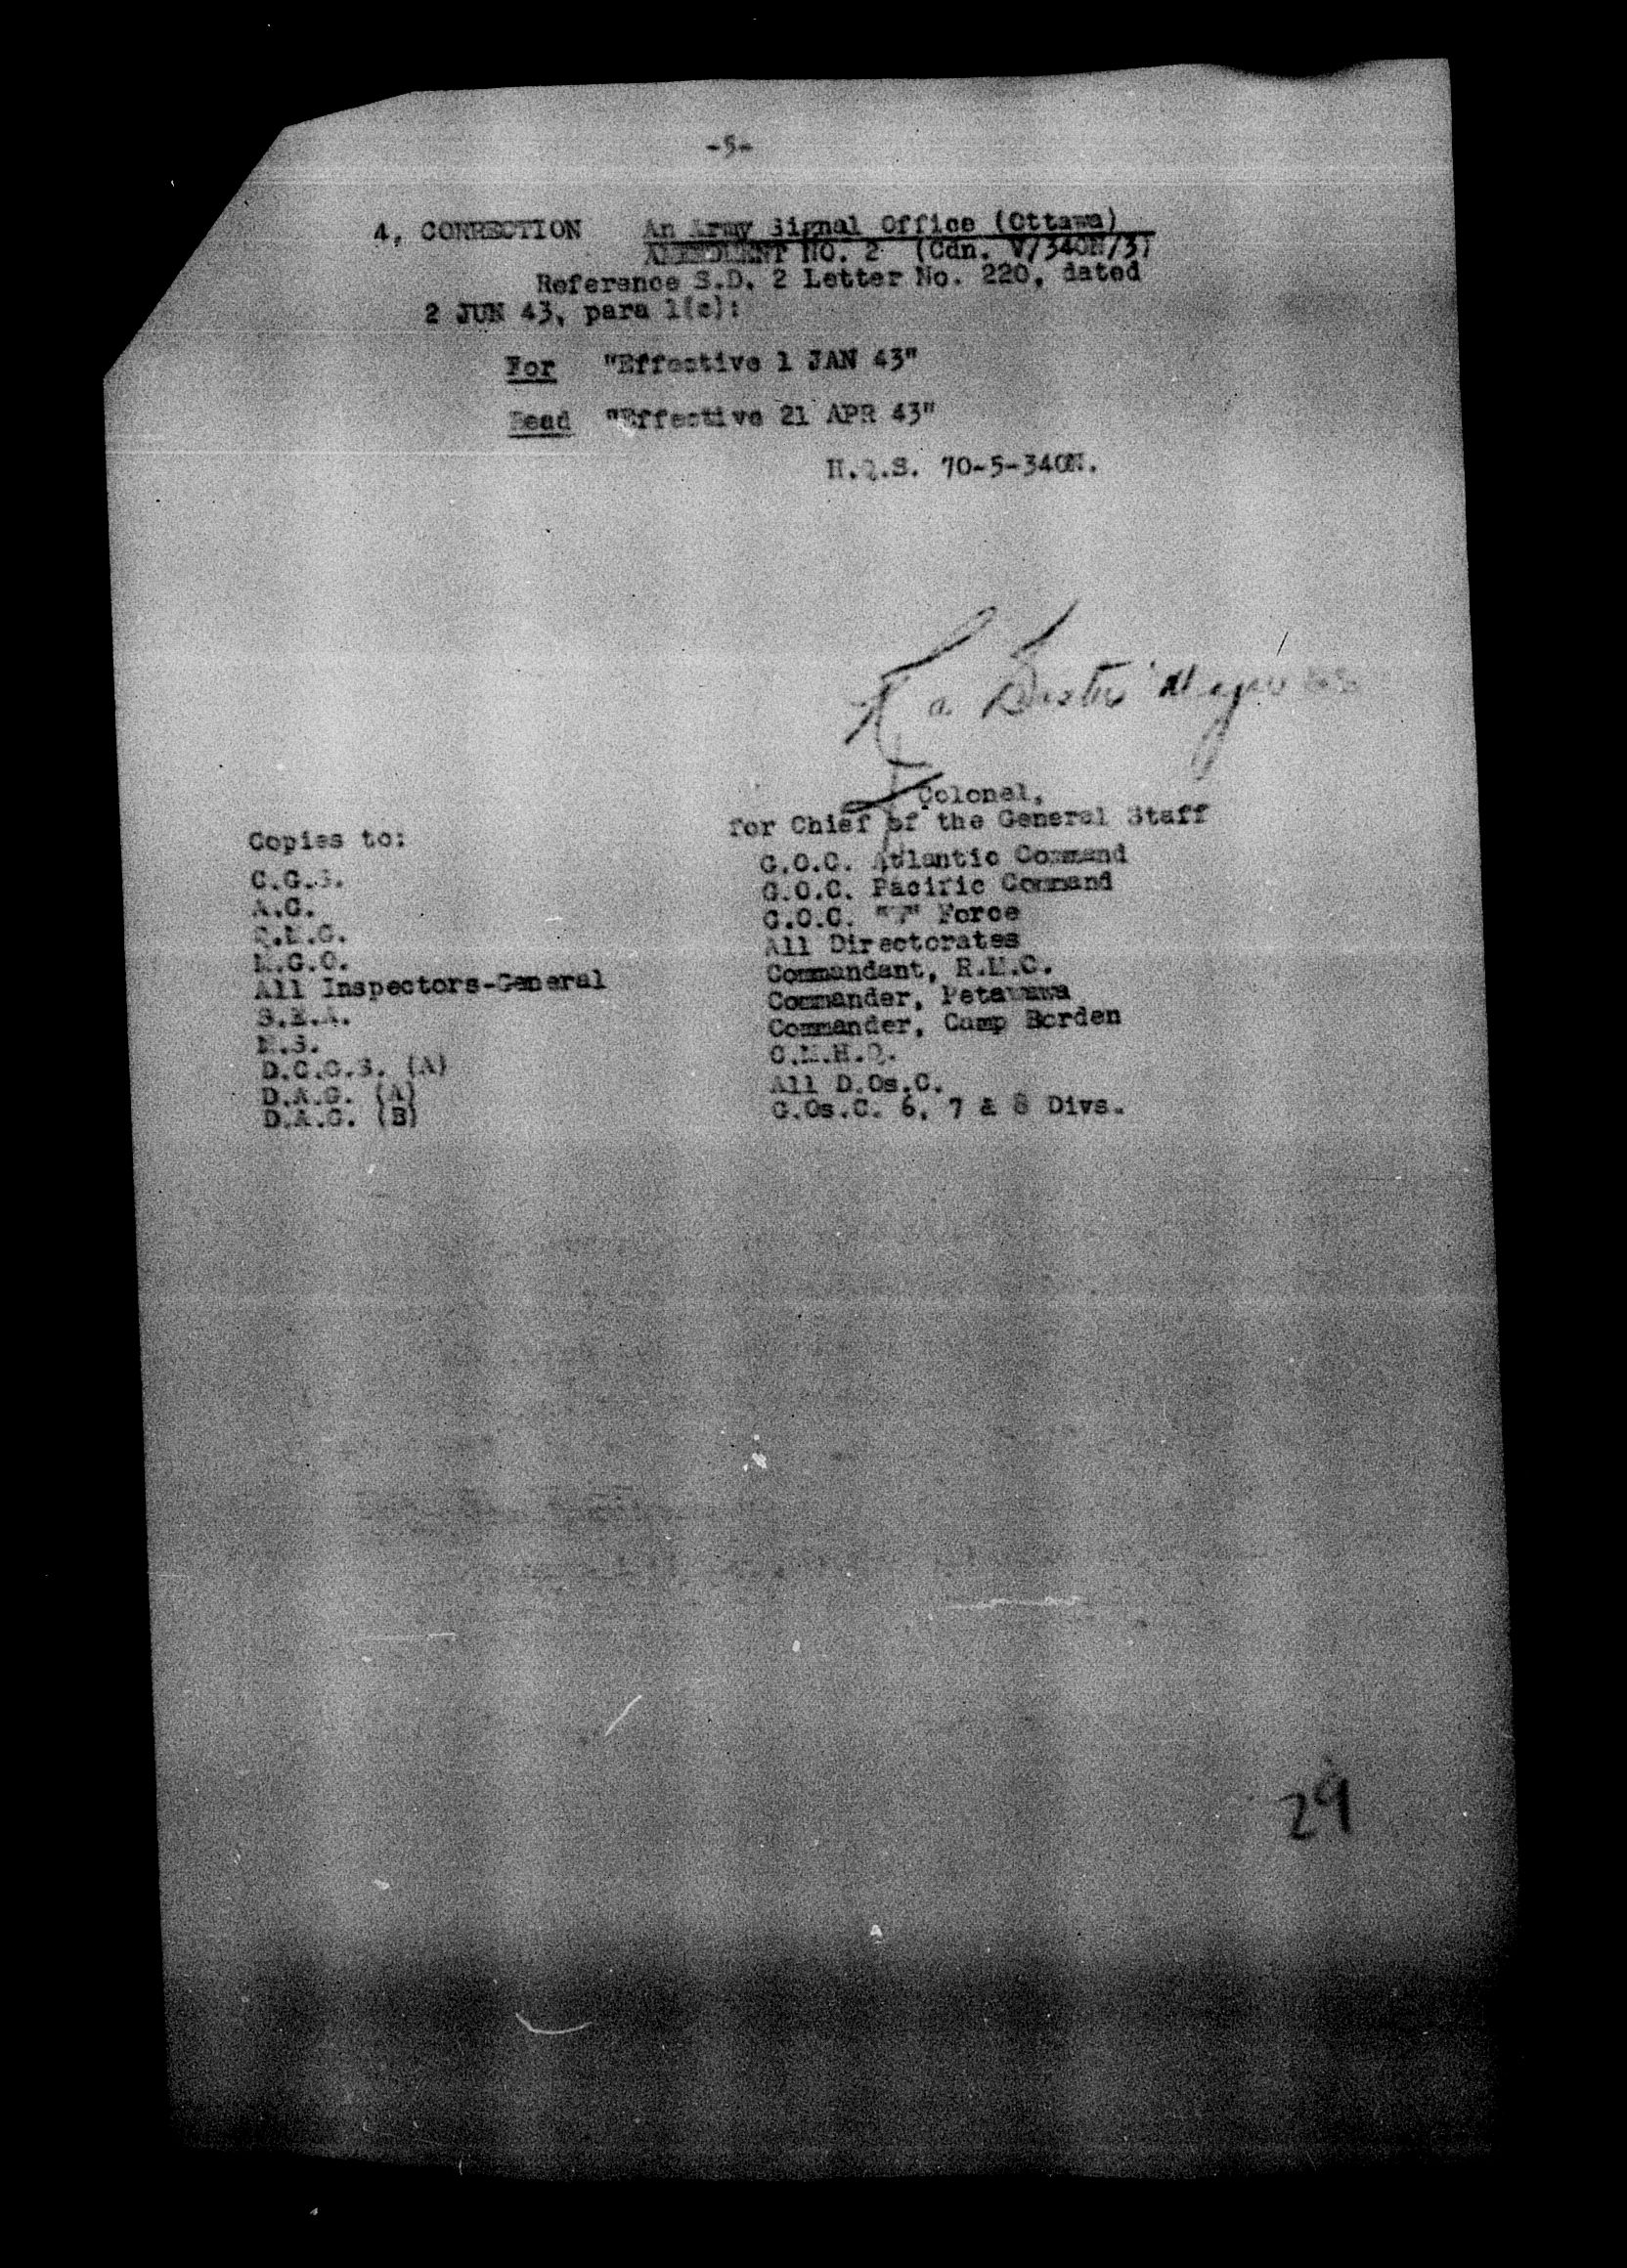 -5-
4, CORRECTION An Army Signal Office (Ottawa)
AMENDMENT NO. 2 (Cdn. V/340N/3)
Reference S.D. 2 Letter No. 220, dated
2 JUN 43, para 1(c):
For "Effective 1 JAN 43"
Read "Effective 21 APR 43"
H.Q.S. 70-5-340N.
a. Major
Colonel,
for Chief of the General Staff
Copies to:
C.G.S.
A.G.
Q.M.G.
M.G.O.
All Inspectors-General
S.E.A.
M.S.
D.C.G.S. (A)
D.A.G. (A)
D.A.G. (B)
G.O.C. Atlantic Command
G.O.C. Pacific Command
G.O.C. Force
All Directorates
Commandant, R.M.C.
Commander, Petawawa
Commander, Camp Borden
C.M.H.Q.
All D.Os.C.
G.Os.C. 6, 7 & 8 Divs.
29